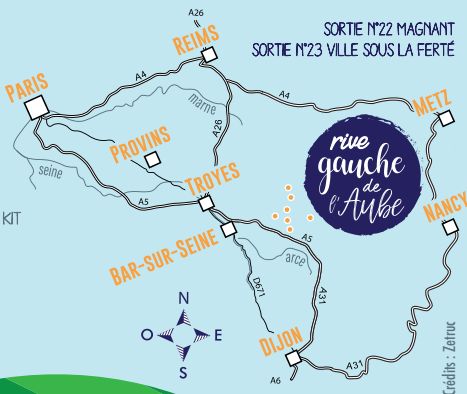 A26
SORTIE N°22 MAGNANT
SORTIE N°23 VILLE SOUS LA FERTÉ
REIMS
PARIS
A4
A4
marne
METZ
A26
PROVINS
rive
gauche
de
l'Aube
seine
TROYES
A5
NANCY
KIT
BAR-SUR-SEINE
A5
arce
D671
A31
N
O
E
S
DIJON
A31
A6
Crédits : Zetruc